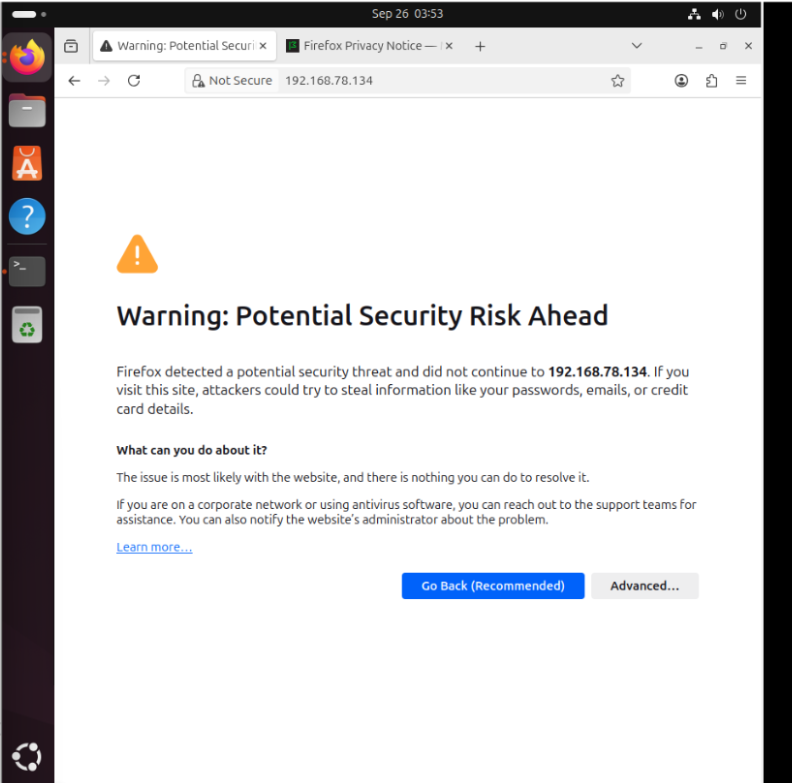 Sep 26 03:53
Warning: Potential Securi
Firefox Privacy Notice —
Not Secure 192.168.78.134
Warning: Potential Security Risk Ahead
Firefox detected a potential security threat and did not continue to 192.168.78.134. If you
visit this site, attackers could try to steal information like your passwords, emails, or credit
card details.
What can you do about it?
The issue is most likely with the website, and there is nothing you can do to resolve it.
If you are on a corporate network or using antivirus software, you can reach out to the support teams for
assistance. You can also notify the website's administrator about the problem.
Learn more…
Go Back (Recommended)
Advanced…